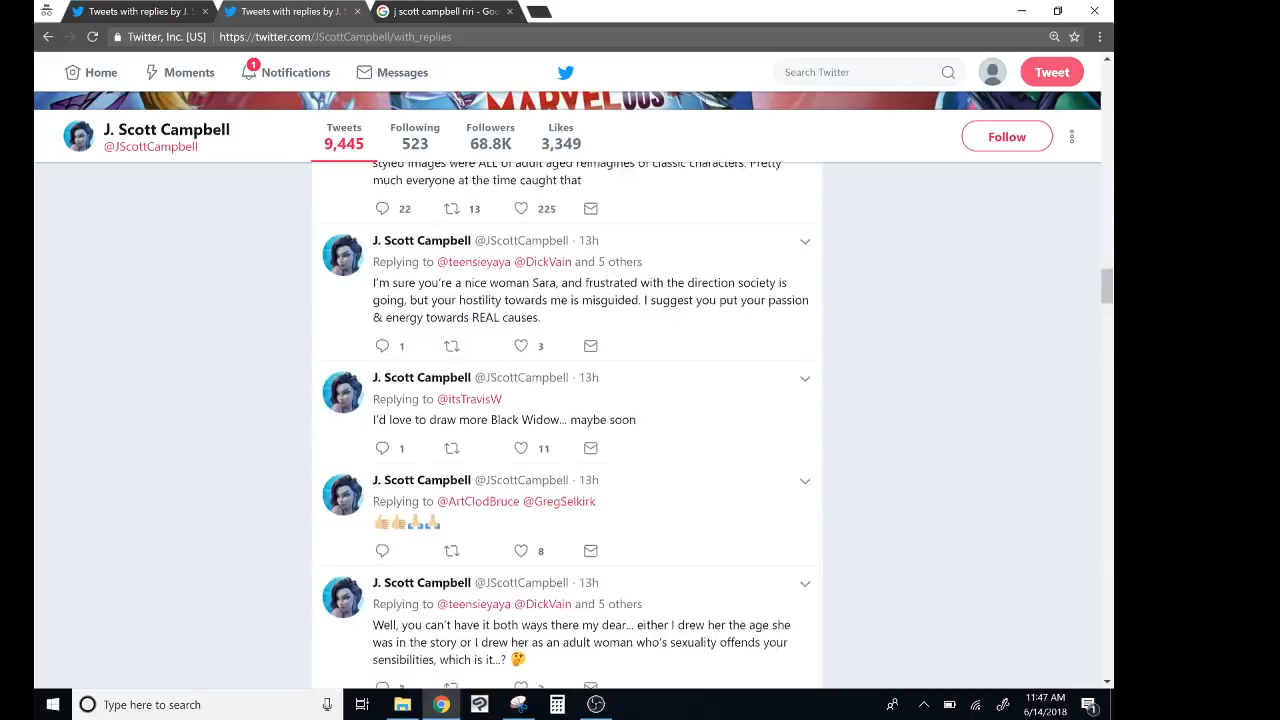 Tweets with replies by J. S
Tweets with replies by J. S
j scott campbell riri - Goo
Twitter, Inc. [US]
https://twitter.com/JScottCampbell/with_replies
Home
Moments
1
Notifications
Messages
Search Twitter
Tweet
MARVELOUS
J. Scott Campbell
@JScottCampbell
Tweets
9,445
Following
523
Followers
68.8K
Likes
3,349
Follow
styled images were ALL of adult aged reimagines of classic characters. Pretty
much everyone at the time caught that
22 13 225
J. Scott Campbell @JScottCampbell · 13h
Replying to @teensieyaya @DickVain and 5 others
I'm sure you're a nice woman Sara, and frustrated with the direction society is
going, but your hostility towards me is misguided. I suggest you put your passion
& energy towards REAL causes.
1 3
J. Scott Campbell @JScottCampbell · 13h
Replying to @itsTravisW
I'd love to draw more Black Widow... maybe soon
1 11
J. Scott Campbell @JScottCampbell · 13h
Replying to @ArtClodBruce @GregSelkirk
👍🏼👍🏼🙏🏼🙏🏼
8
J. Scott Campbell @JScottCampbell · 13h
Replying to @teensieyaya @DickVain and 5 others
Well, you can't have it both ways there my dear... either I drew her the age she
was in the story or I drew her as an adult woman who's sexuality offends your
sensibilities, which is it...? 🤔
Type here to search
11:47 AM
6/14/2018
1